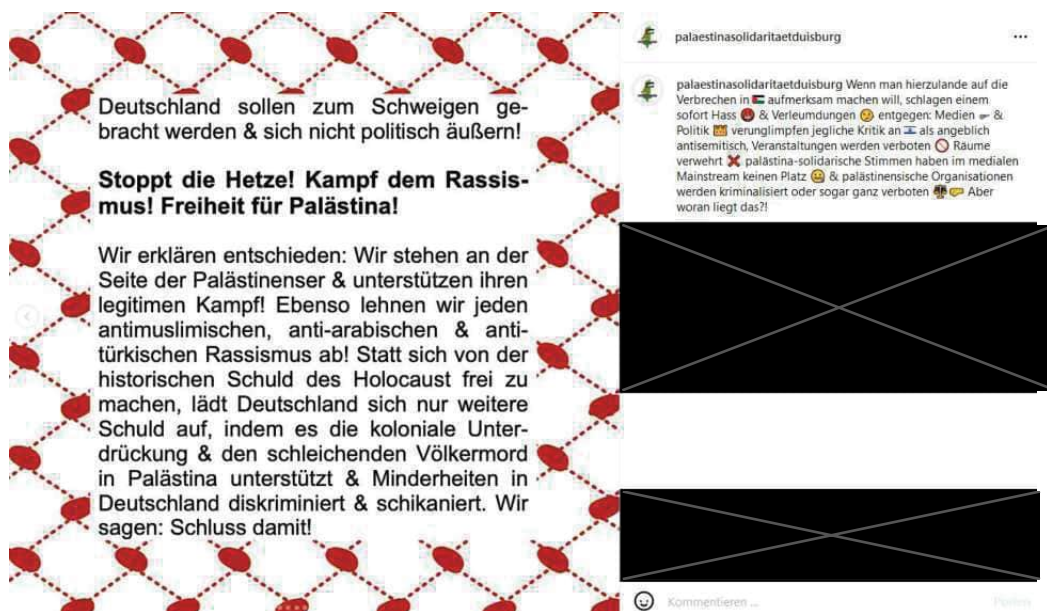 Deutschland sollen zum Schweigen ge-
bracht werden & sich nicht politisch äußern!
Stoppt die Hetze! Kampf dem Rassis-
mus! Freiheit für Palästina!
Wir erklären entschieden: Wir stehen an der
Seite der Palästinenser & unterstützen ihren
legitimen Kampf! Ebenso lehnen wir jeden
antimuslimischen, anti-arabischen & anti-
türkischen Rassismus ab! Statt sich von der
historischen Schuld des Holocaust frei zu
machen, lädt Deutschland sich nur weitere
Schuld auf, indem es die koloniale Unter-
drückung & den schleichenden Völkermord
in Palästina unterstützt & Minderheiten in
Deutschland diskriminiert & schikaniert. Wir
sagen: Schluss damit!
palaestinasolidaritaetduisburg
palaestinasolidaritaetduisburg Wenn man hierzulande auf die
Verbrechen in 🇵🇸 aufmerksam machen will, schlagen einem
sofort Hass & Verleumdungen entgegen: Medien &
Politik verunglimpfen jegliche Kritik an 🇮🇱 als angeblich
antisemitisch, Veranstaltungen werden verboten 🚫 Räume
verwehrt ❌ palästina-solidarische Stimmen haben im medialen
Mainstream keinen Platz & palästinensische Organisationen
werden kriminalisiert oder sogar ganz verboten Aber
woran liegt das?!
Kommentieren ...
Posten